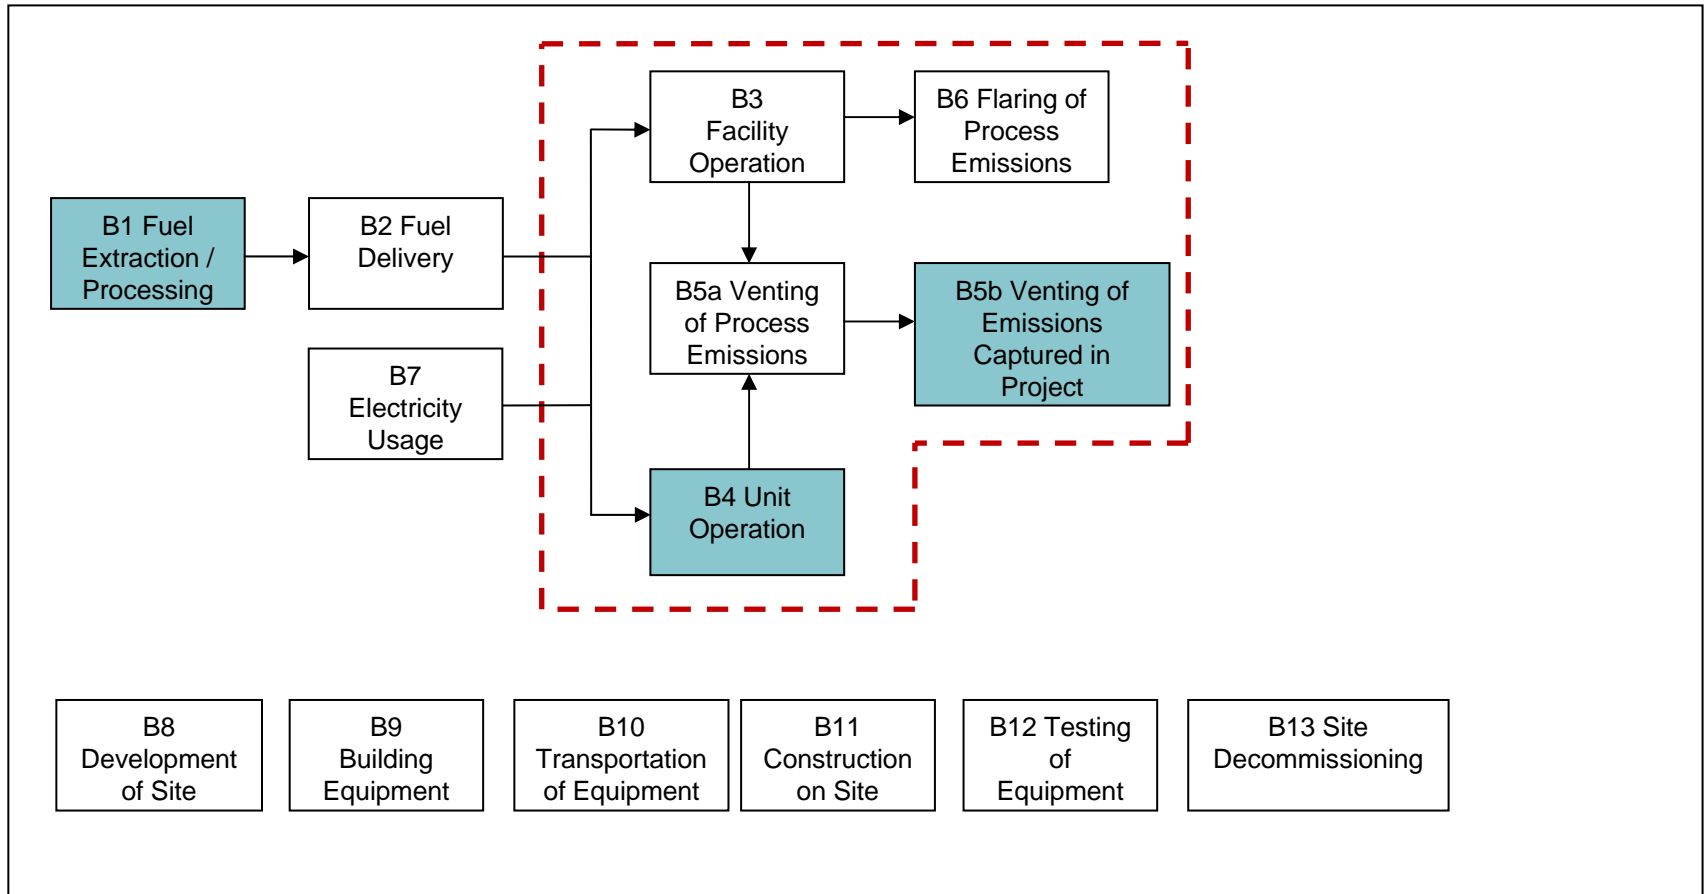 B3
Facility
Operation
B6 Flaring of
Process
Emissions
B1 Fuel
Extraction /
Processing
B2 Fuel
Delivery
B5a Venting
of Process
Emissions
B5b Venting of
Emissions
Captured in
Project
B7
Electricity
Usage
B4 Unit
Operation
B8
Development
of Site
B9
Building
Equipment
B10
Transportation
of Equipment
B11
Construction
on Site
B12 Testing
of
Equipment
B13 Site
Decommissioning